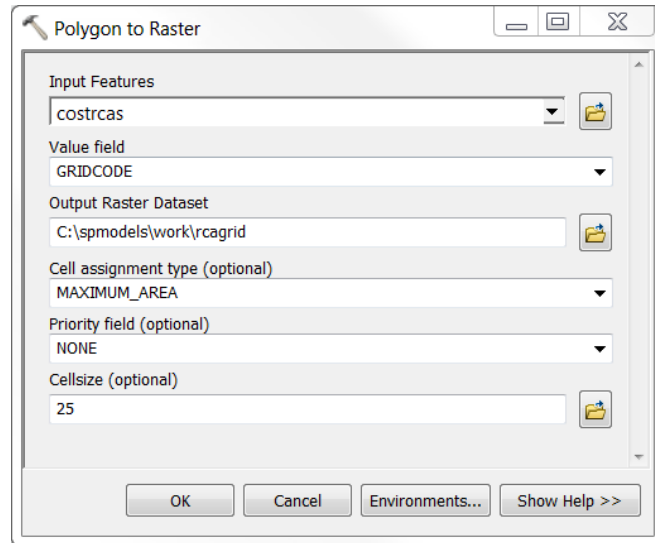 Polygon to Raster
Input Features
costrcas
Value field
GRIDCODE
Output Raster Dataset
C:\spmodels\work\rcagrid
Cell assignment type (optional)
MAXIMUM_AREA
Priority field (optional)
NONE
Cellsize (optional)
25
OK Cancel Environments... Show Help >>